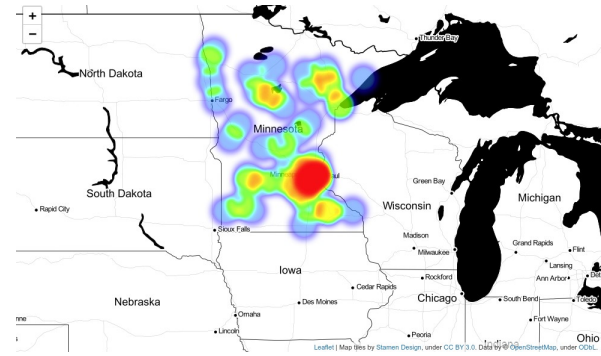 +
Thunder Bay
−
North Dakota
Fargo
Minnesota
Green Bay
South Dakota
Michigan
Rapid City
Wisconsin
Sioux Falls
Madison
Grand Rapids
Flint
Milwaukee
Lansing
Iowa
Rockford
Ann Arbor
Det
Cedar Rapids
Chicago
South Bend
Toledo
Nebraska
Des Moines
Omaha
Fort Wayne
Lincoln
Peoria
Ohio
Indiana
Leaflet | Map tiles by Stamen Design, under CC BY 3.0. Data by © OpenStreetMap, under ODbL.